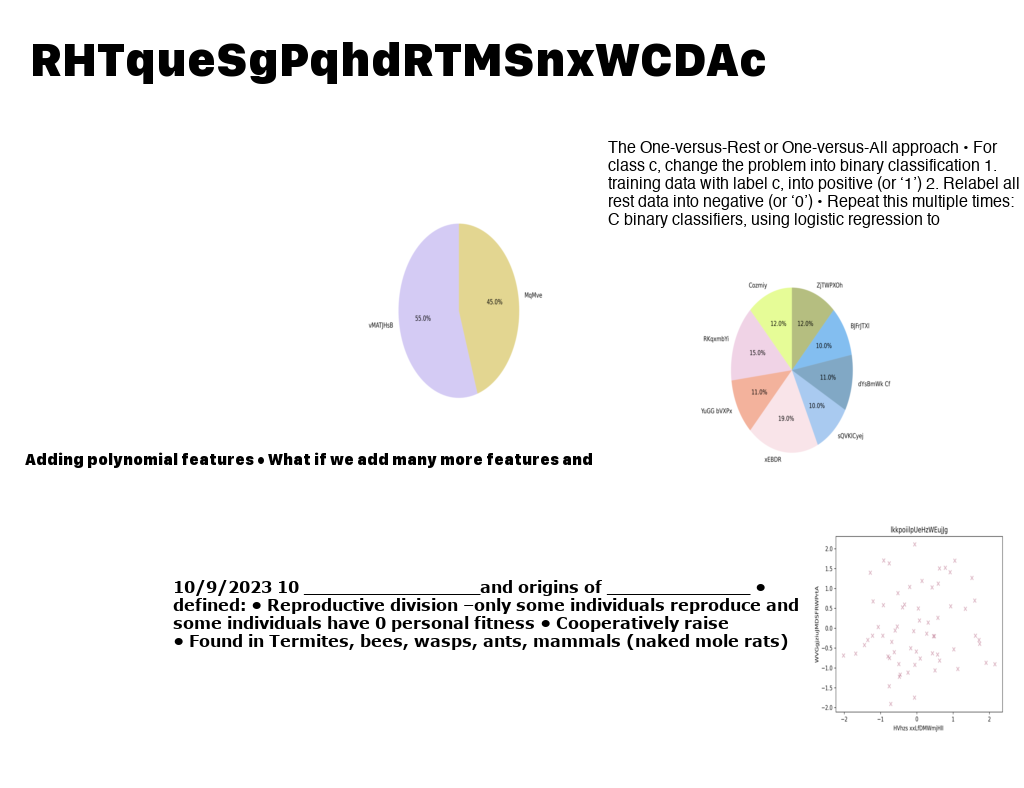 RHTqueSgPqhdRTMSnxWCDAc
The One-versus-Rest or One-versus-All approach • For
class c, change the problem into binary classification 1.
training data with label c, into positive (or ‘1’) 2. Relabel all
rest data into negative (or ‘0’) • Repeat this multiple times:
C binary classifiers, using logistic regression to
MqMve
45.0%
55.0%
vMATJHsB
Cozmiy
ZjTWPXOh
12.0%
12.0%
BJFrJTXI
RKqxmbYi
10.0%
15.0%
11.0%
dYsBmWk Cf
11.0%
10.0%
YuGG bVXPx
19.0%
sQVKICyej
xEBDR
Adding polynomial features • What if we add many more features and
10/9/2023 10 ______________________and origins of __________________ •
defined: • Reproductive division –only some individuals reproduce and
some individuals have 0 personal fitness • Cooperatively raise
• Found in Termites, bees, wasps, ants, mammals (naked mole rats)
2.0
1.5
1.0
0.5
0.0
−0.5
−1.0
−1.5
−2.0
−2
−1
0
1
2